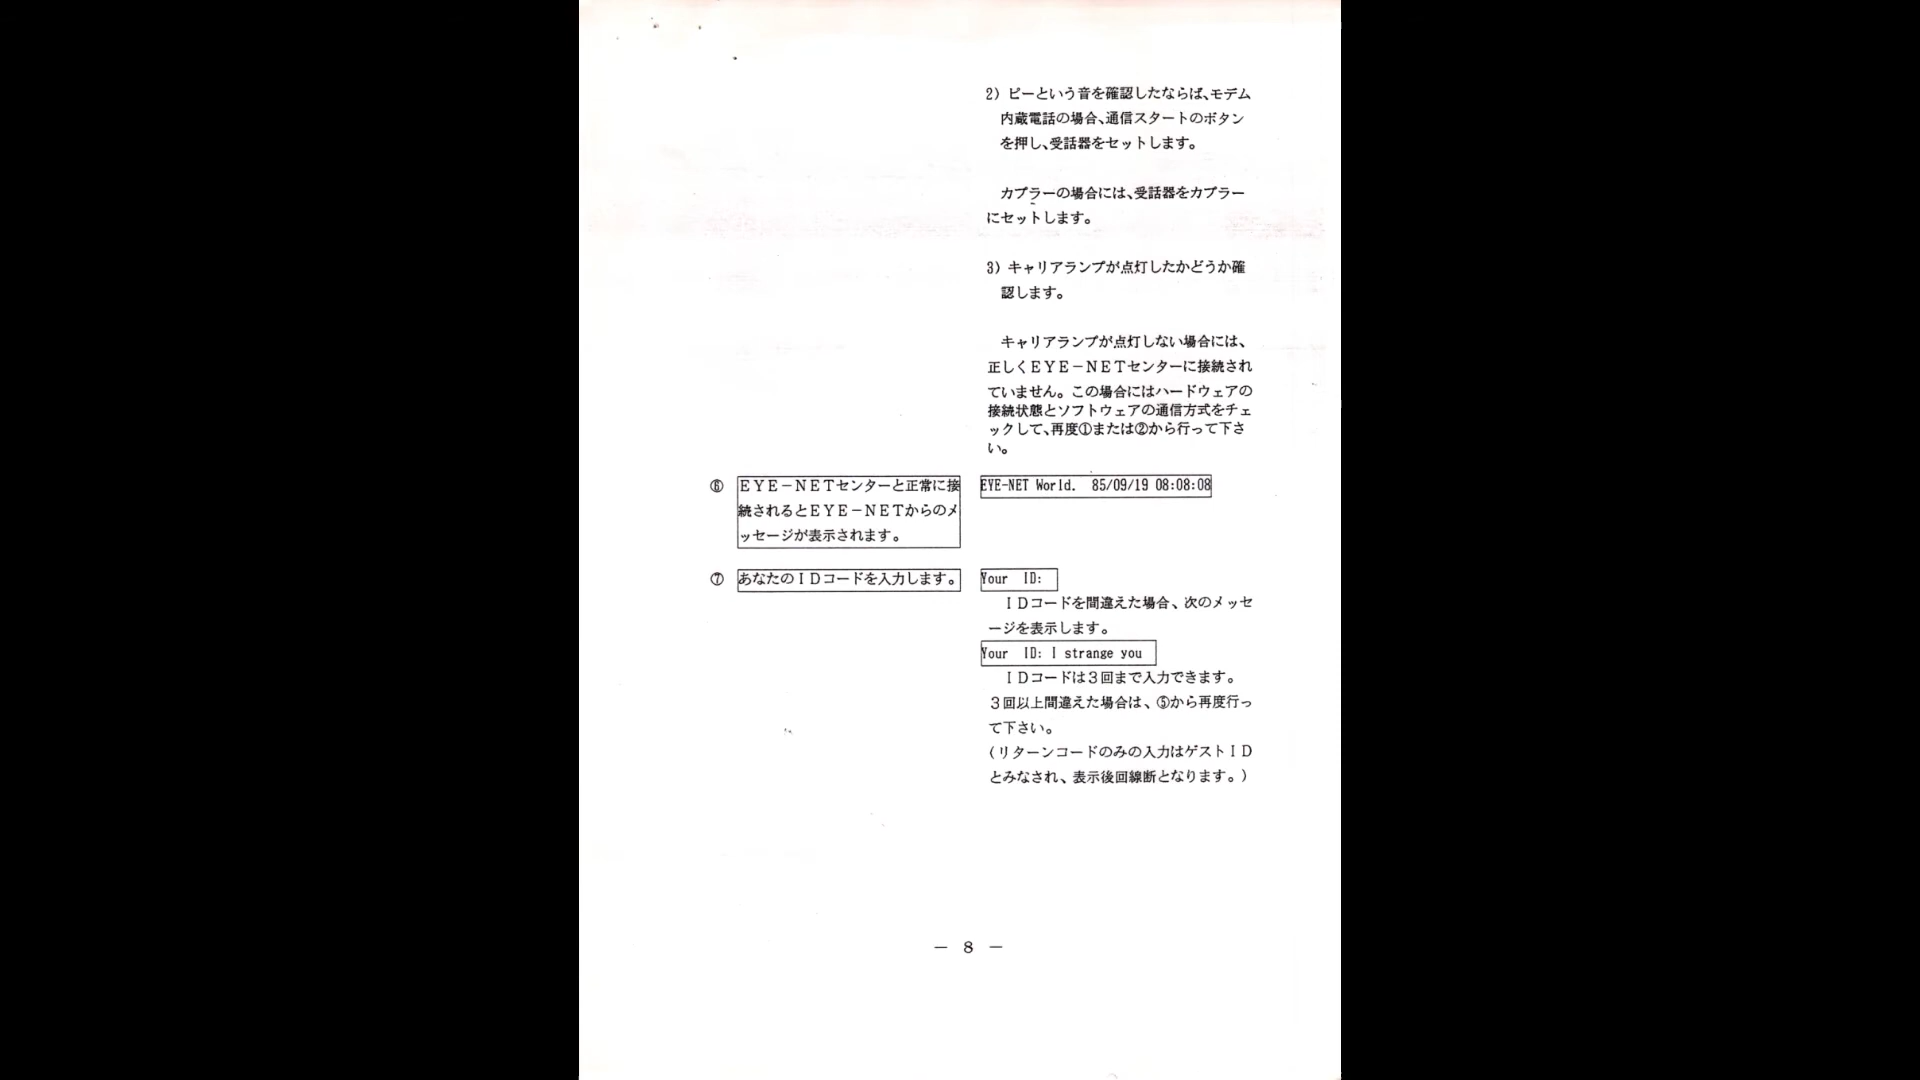 2) ピーという音を確認したならば、モデム
内蔵電話の場合、通信スタートのボタン
を押し、受話器をセットします。
カプラーの場合には、受話器をカプラー
にセットします。
3) キャリアランプが点灯したかどうか確
認します。
キャリアランプが点灯しない場合には、
正しくEYE-NETセンターに接続され
ていません。この場合にはハードウェアの
接続状態とソフトウェアの通信方式をチェ
ックして、再度①または②から行って下さ
い。
⑥ EYE-NETセンターと正常に接
続されるとEYE-NETからのメ
ッセージが表示されます。
EYE-NET World. 85/09/19 08:08:08
⑦ あなたのIDコードを入力します。
Your ID:
IDコードを間違えた場合、次のメッセ
ージを表示します。
Your ID: I strange you
IDコードは3回まで入力できます。
3回以上間違えた場合は、⑤から再度行っ
て下さい。
(リターンコードのみの入力はゲストID
とみなされ、表示後回線断となります。)
— 8 —